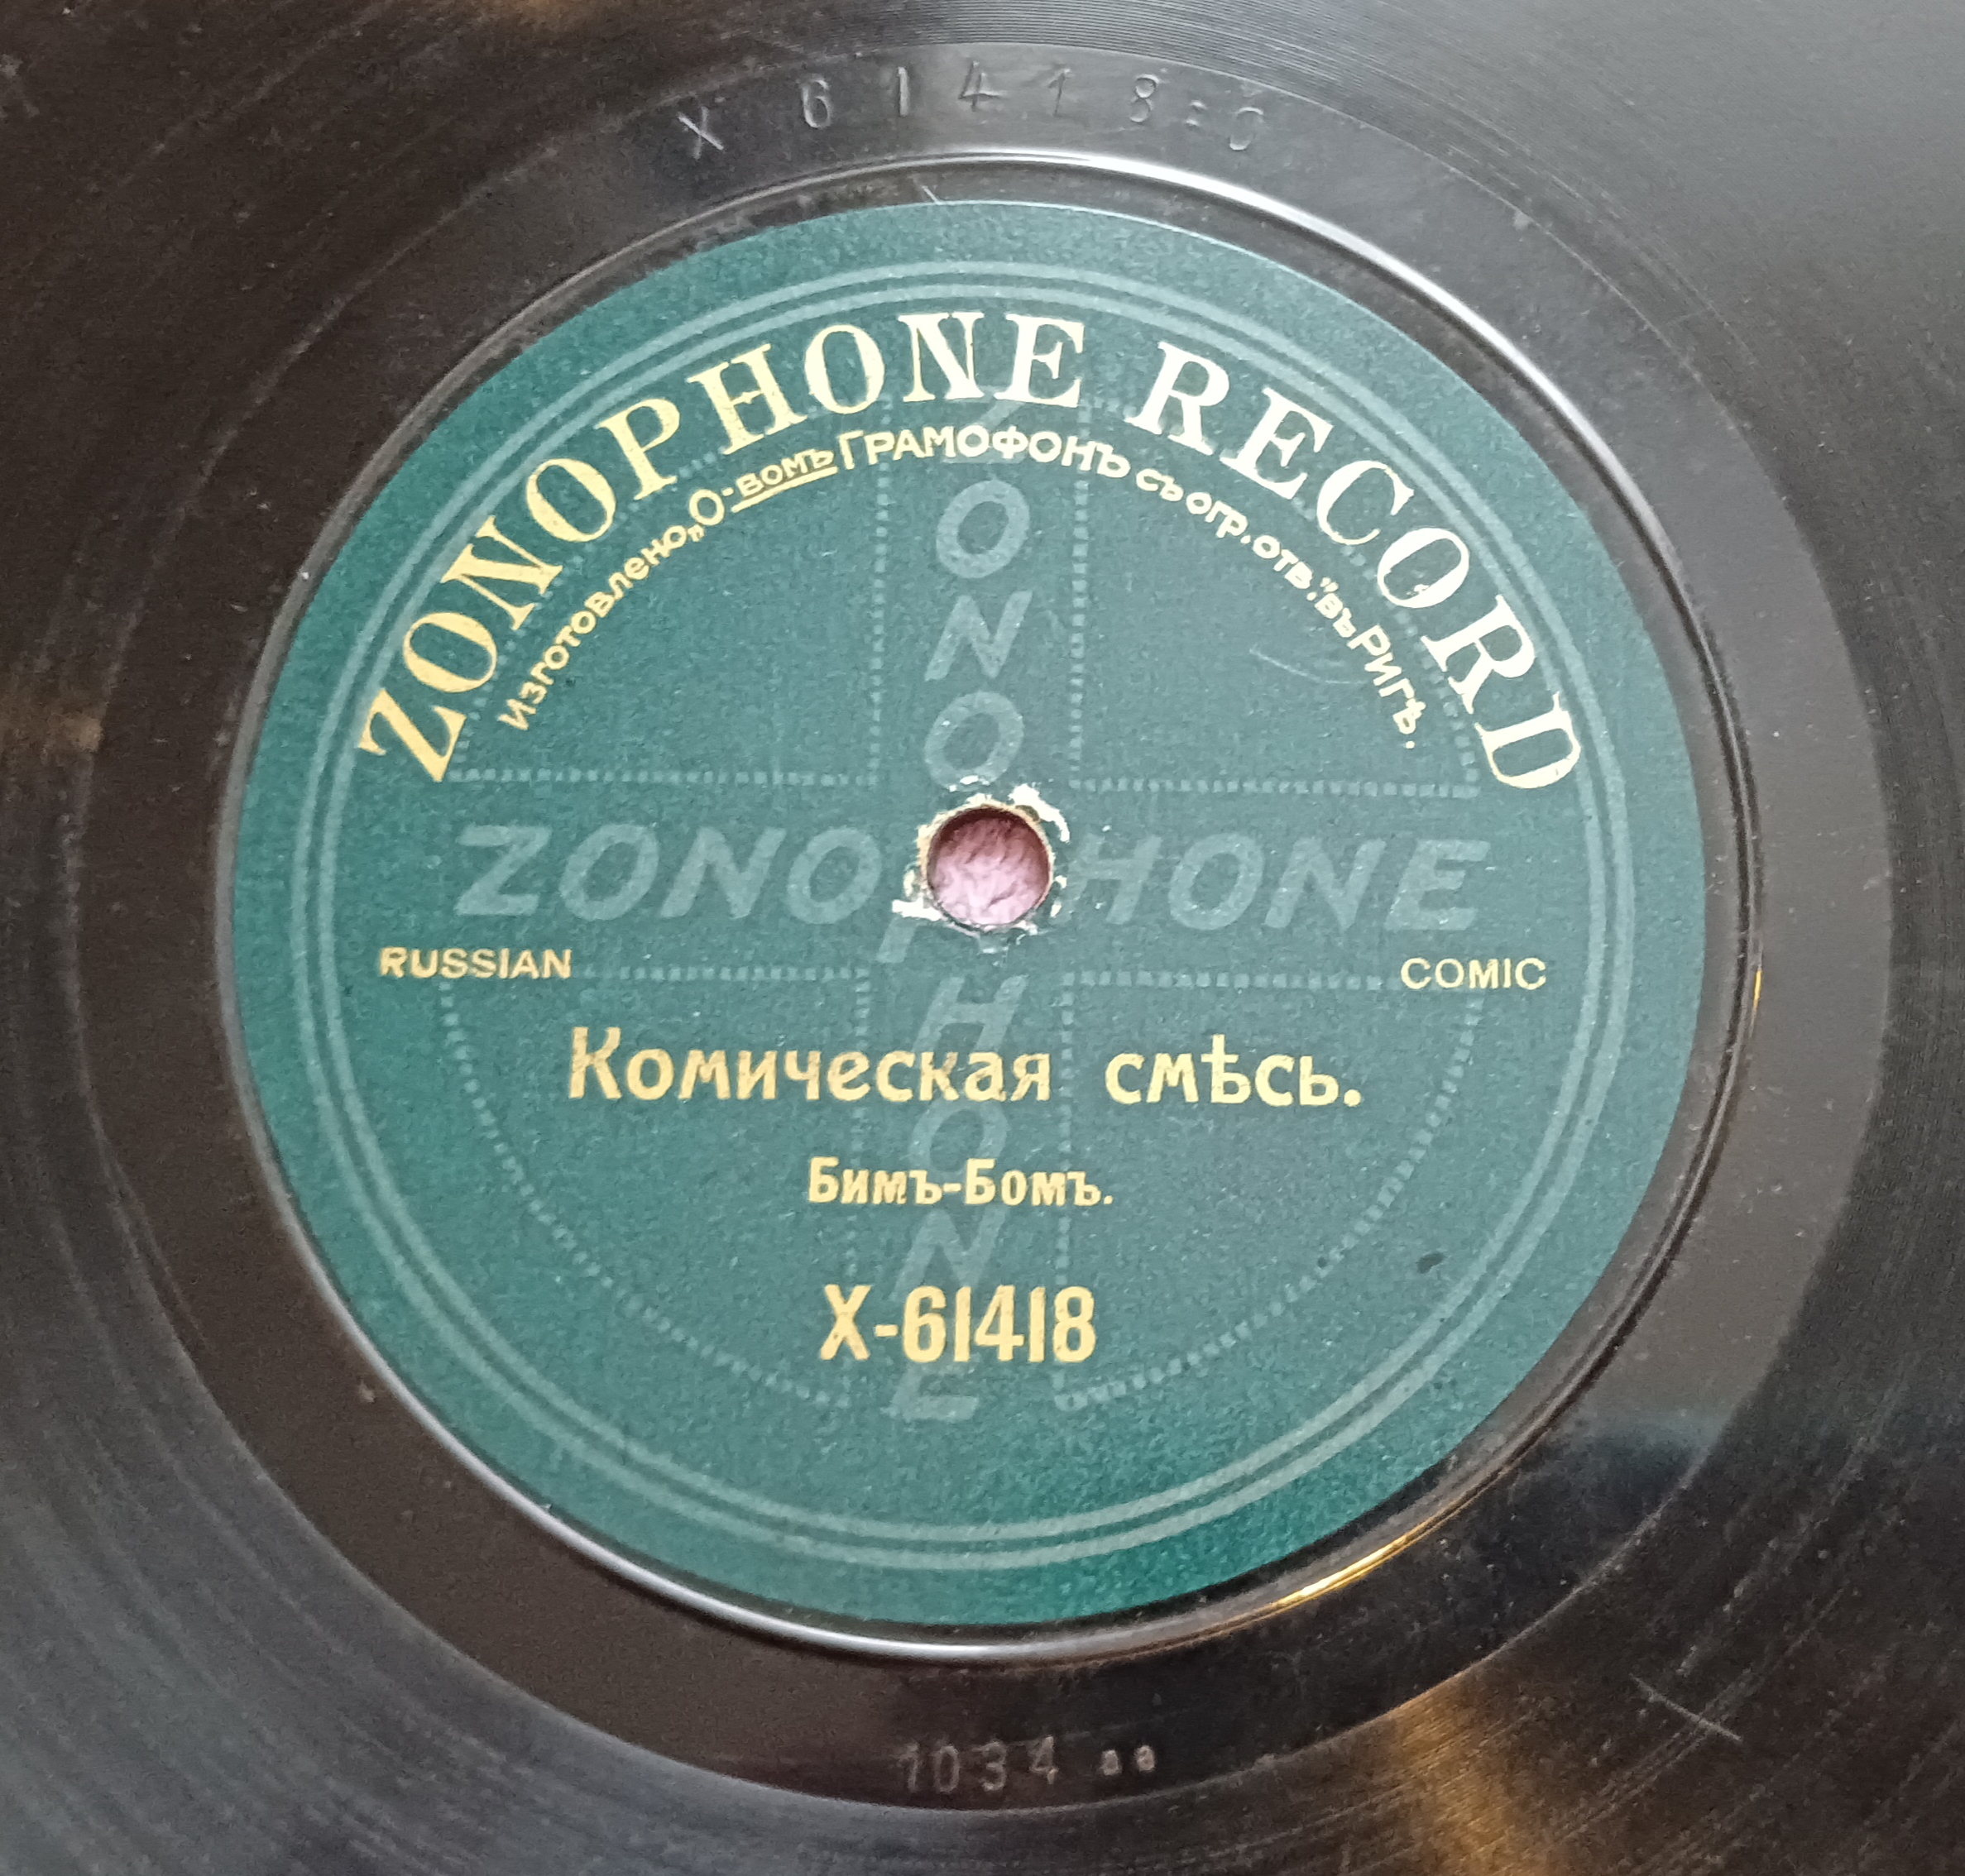 X 61418=
ZONOPHONE RECORD
Изготовлено „О-вомъ Грамофонъ съ огр. отв." въ Ригѣ.
ZONOPHONE
ZONOPHONE
RUSSIAN
COMIC
Комическая смѣсь.
Бимъ-Бомъ.
X-61418
1034